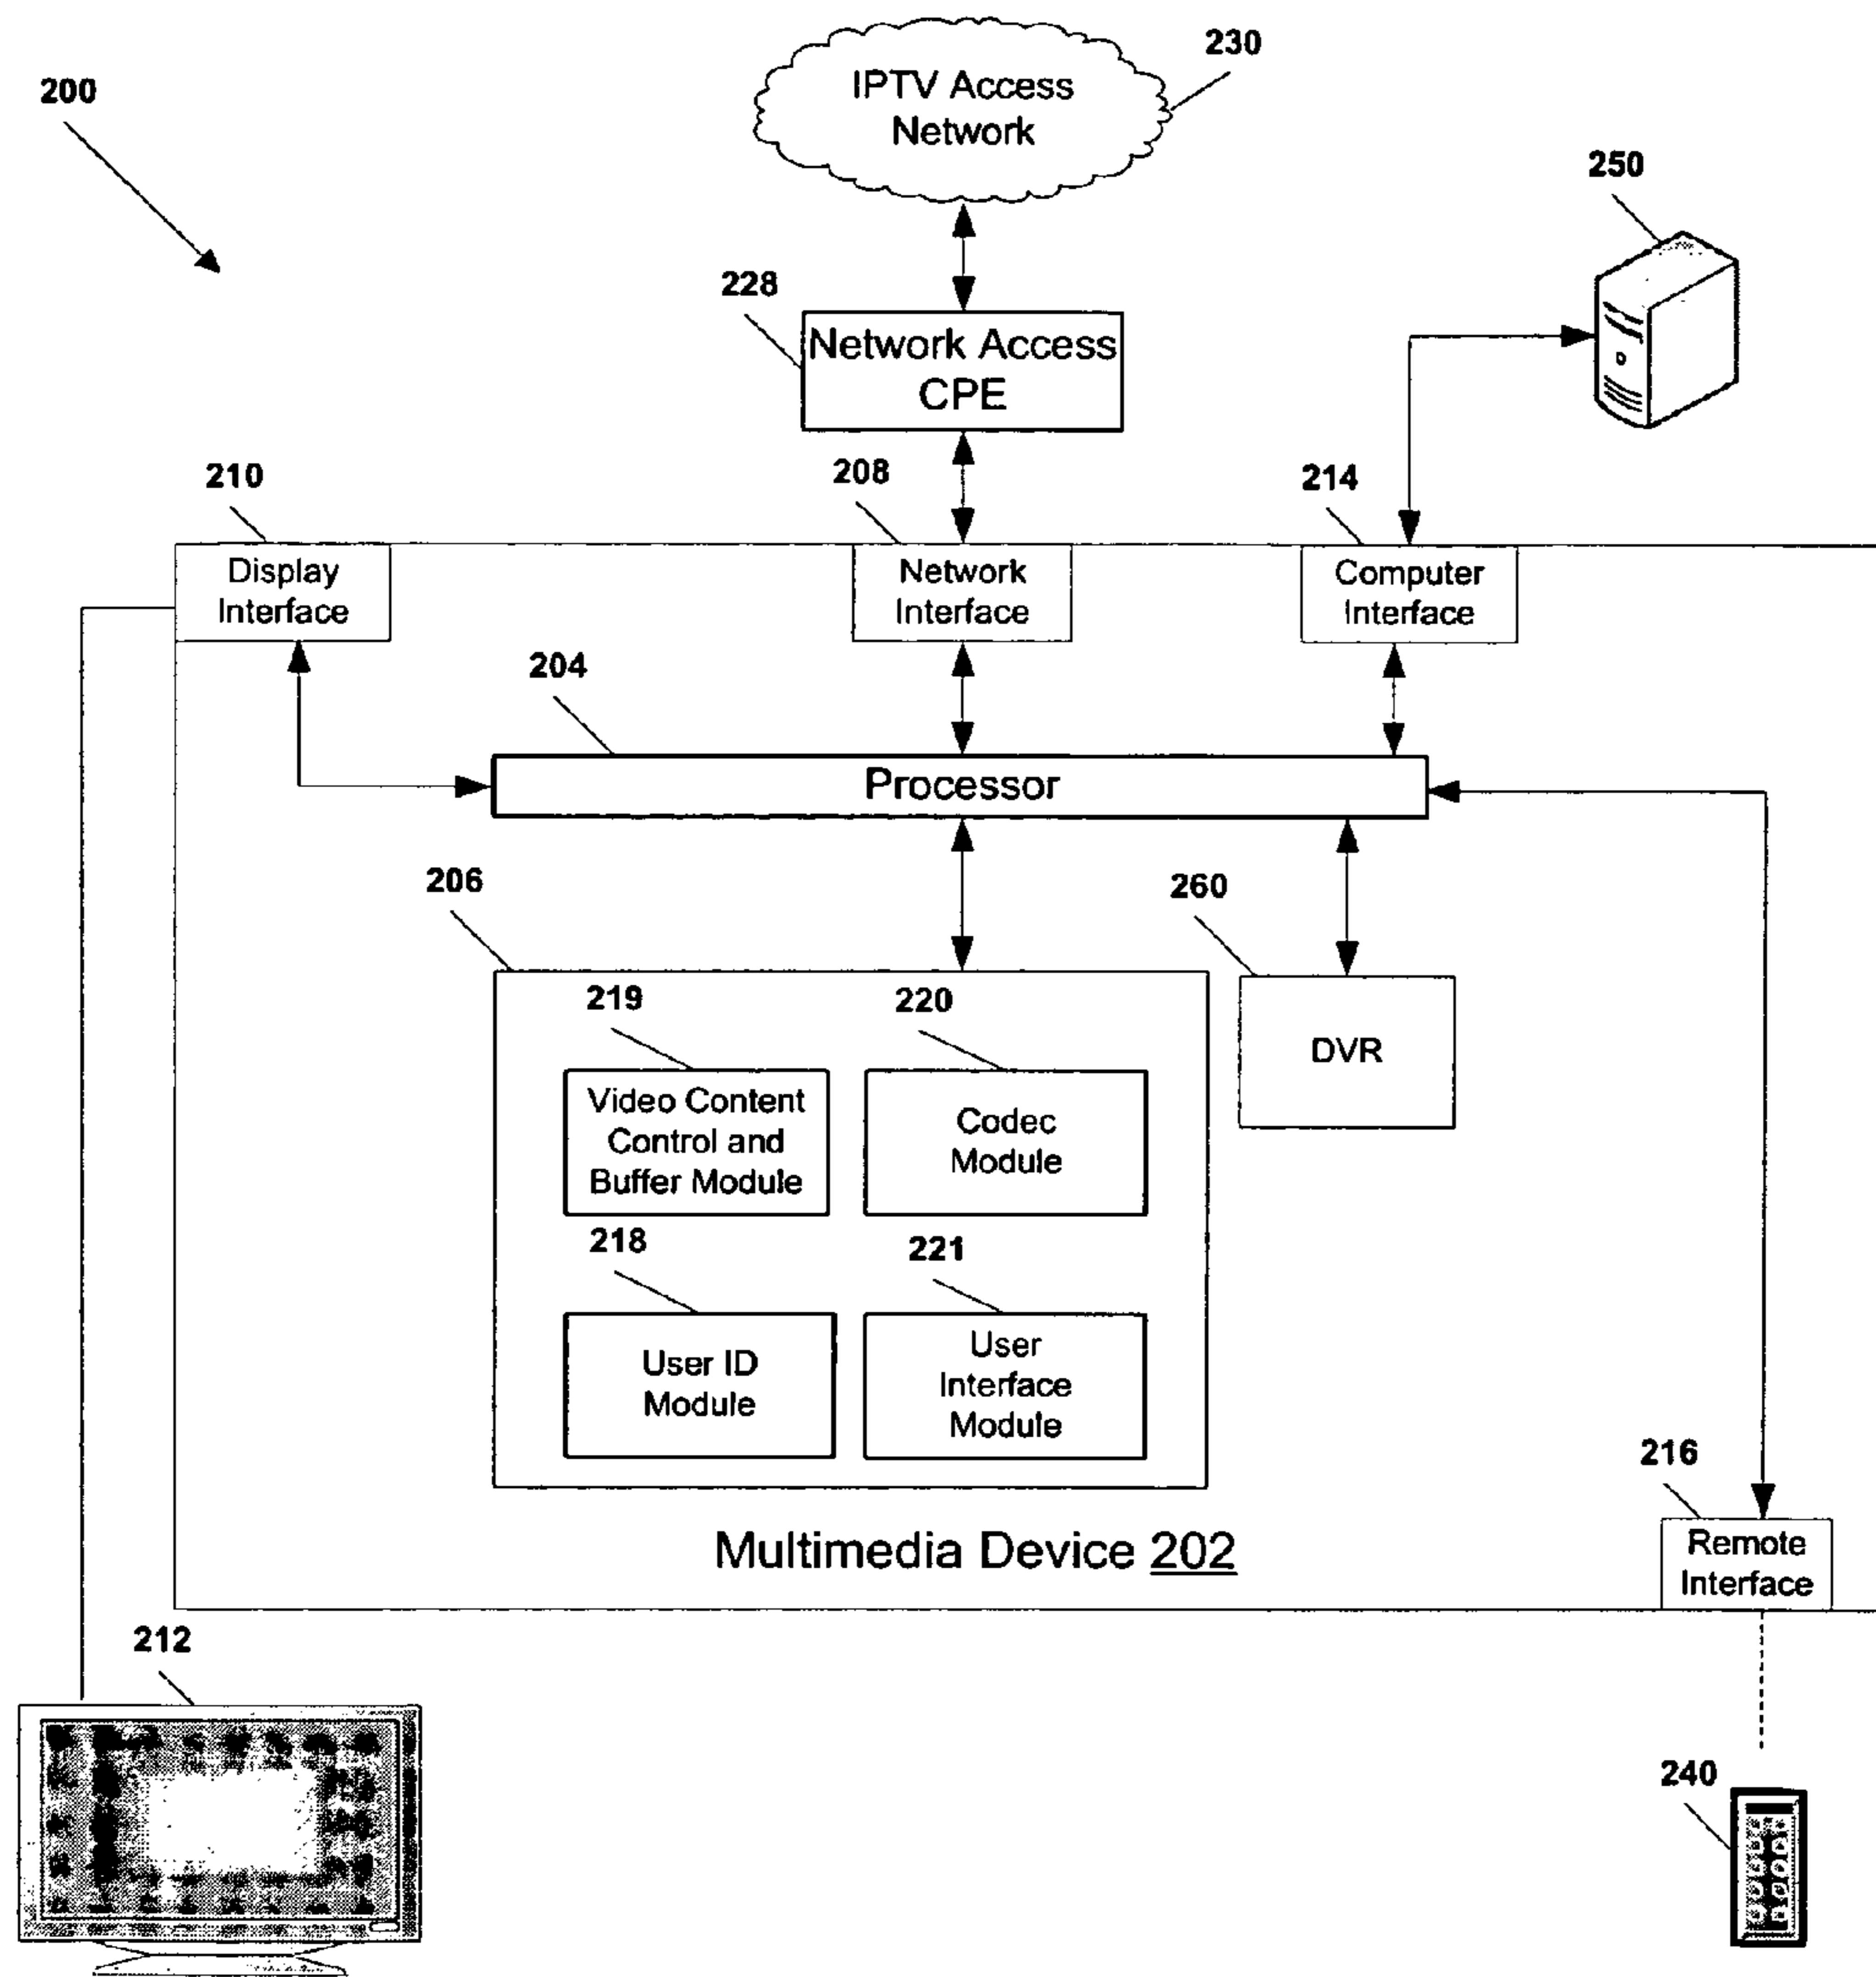 230
IPTV Access
Network
200
250
228
Network Access
CPE
210
208
214
Display
Interface
Network
Interface
Computer
Interface
204
Processor
206
260
219
220
DVR
Video Content
Control and
Buffer Module
Codec
Module
218
221
User ID
Module
User
Interface
Module
216
Multimedia Device 202
Remote
Interface
212
240